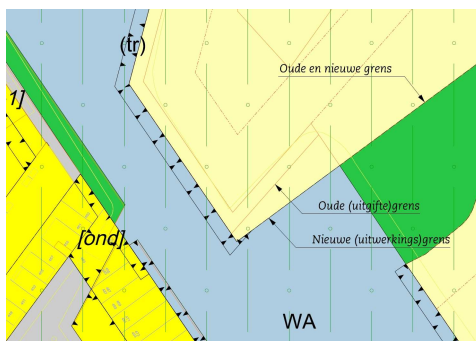 (tr)
Oude en nieuwe grens
1]
Oude (uitgifte)grens
[ond]
Nieuwe (uitwerkings)grens
WA